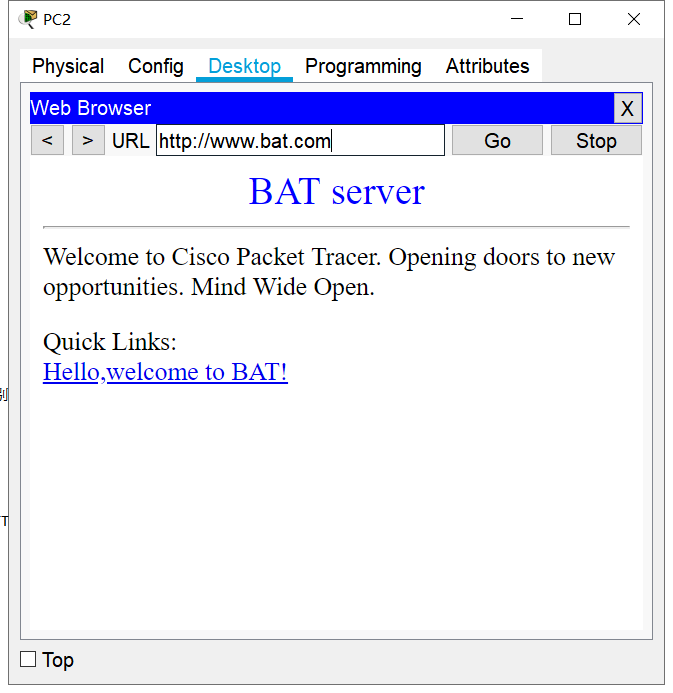 PC2
Physical Config Desktop Programming Attributes
Web Browser X
< > URL http://www.bat.com Go Stop
BAT server
Welcome to Cisco Packet Tracer. Opening doors to new
opportunities. Mind Wide Open.
Quick Links:
Hello,welcome to BAT!
Top